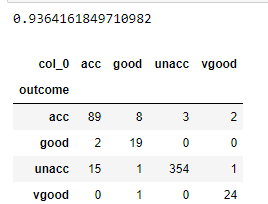 0.9364161849710982
col_0 acc good unacc vgood
outcome
acc 89 8 3 2
good 2 19 0 0
unacc 15 1 354 1
vgood 0 1 0 24